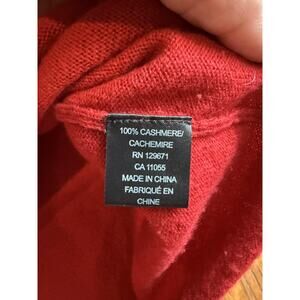 100% CASHMERE/
CACHEMIRE
RN 129671
CA 11055
MADE IN CHINA
FABRIQUÉ EN
CHINE